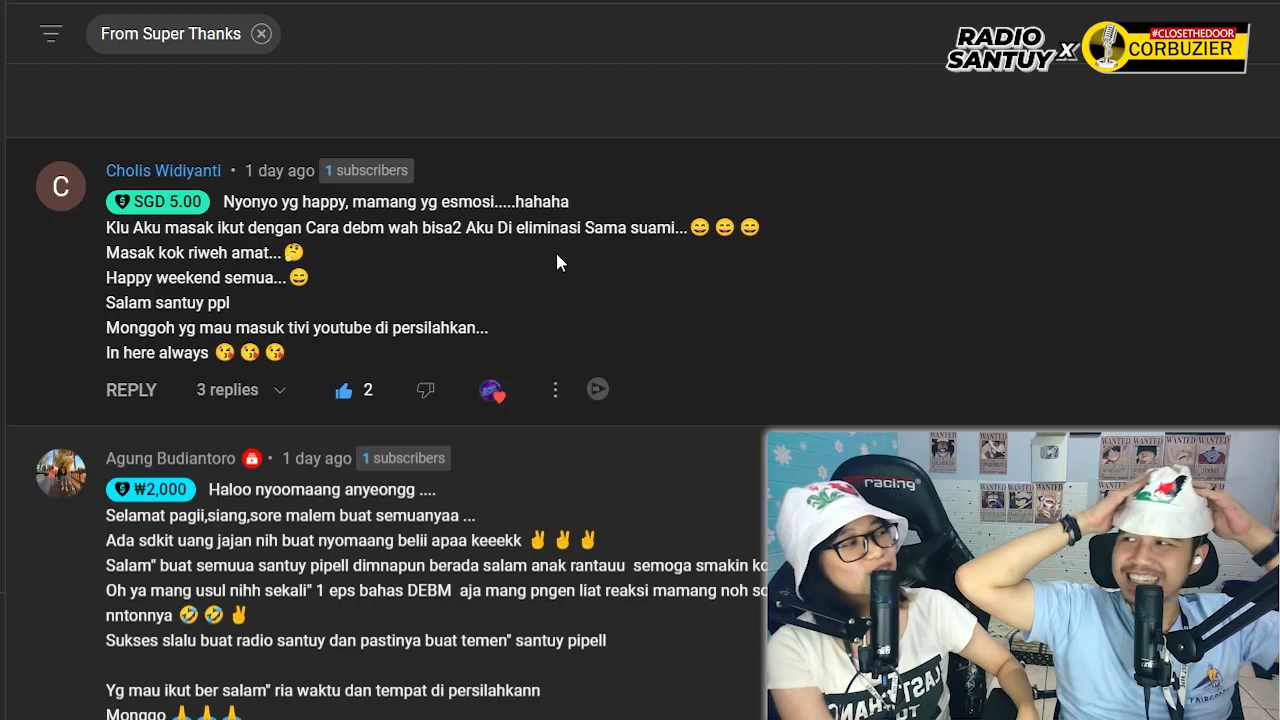 From Super Thanks
RADIO SANTUY X #CLOSETHEDOOR CORBUZIER
Cholis Widiyanti • 1 day ago 1 subscribers
SGD 5.00 Nyonyo yg happy, mamang yg esmosi.....hahaha
Klu Aku masak ikut dengan Cara debm wah bisa2 Aku Di eliminasi Sama suami...😄 😄 😄
Masak kok riweh amat...🤔
Happy weekend semua...😄
Salam santuy ppl
Monggoh yg mau masuk tivi youtube di persilahkan...
In here always 😘 😘 😘
REPLY 3 replies 2
Agung Budiantoro • 1 day ago 1 subscribers
₩2,000 Haloo nyoomaang anyeongg ....
Selamat pagii,siang,sore malem buat semuanyaa ...
Ada sdkit uang jajan nih buat nyomaang belii apaa keeekk ✌ ✌ ✌
Salam" buat semuua santuy pipell dimnapun berada salam anak rantauu semoga smakin
Oh ya mang usul nihh sekali" 1 eps bahas DEBM aja mang pngen liat reaksi mamang noh
nntonnya 🤣 🤣 ✌
Sukses slalu buat radio santuy dan pastinya buat temen" santuy pipell
Yg mau ikut ber salam" ria waktu dan tempat di persilahkann
Monggo 🙏 🙏 🙏
racing
WANTED WANTED WANTED WANTED